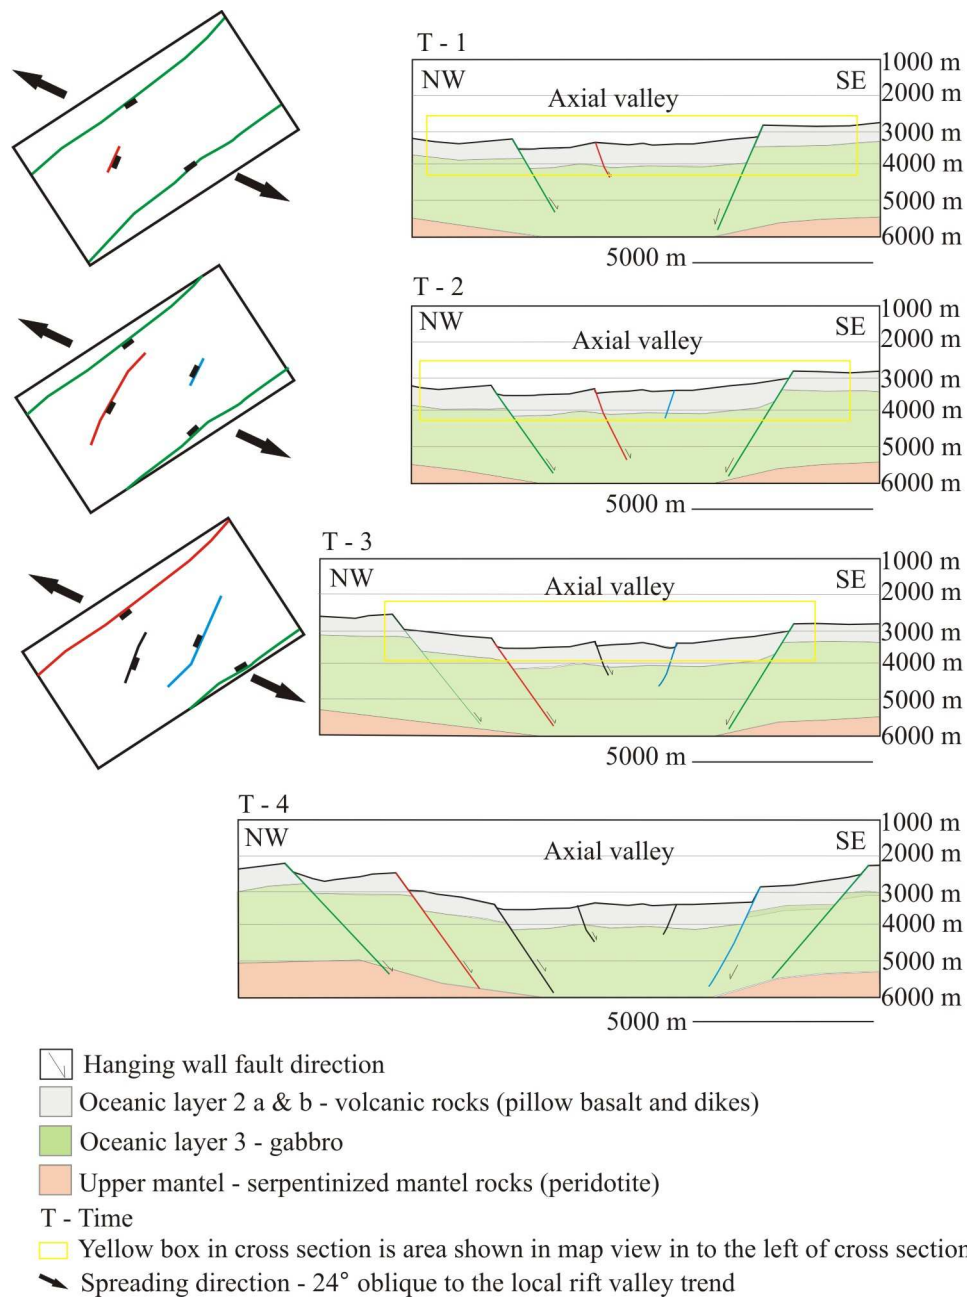 T - 1
NW
SE
Axial valley
1000 m
2000 m
3000 m
4000 m
5000 m
6000 m
5000 m
T - 2
NW
SE
Axial valley
1000 m
2000 m
3000 m
4000 m
5000 m
6000 m
5000 m
T - 3
NW
SE
Axial valley
1000 m
2000 m
3000 m
4000 m
5000 m
6000 m
5000 m
T - 4
NW
SE
Axial valley
1000 m
2000 m
3000 m
4000 m
5000 m
6000 m
5000 m
Hanging wall fault direction
Oceanic layer 2 a & b - volcanic rocks (pillow basalt and dikes)
Oceanic layer 3 - gabbro
Upper mantel - serpentinized mantel rocks (peridotite)
T - Time
Yellow box in cross section is area shown in map view in to the left of cross section
Spreading direction - 24° oblique to the local rift valley trend